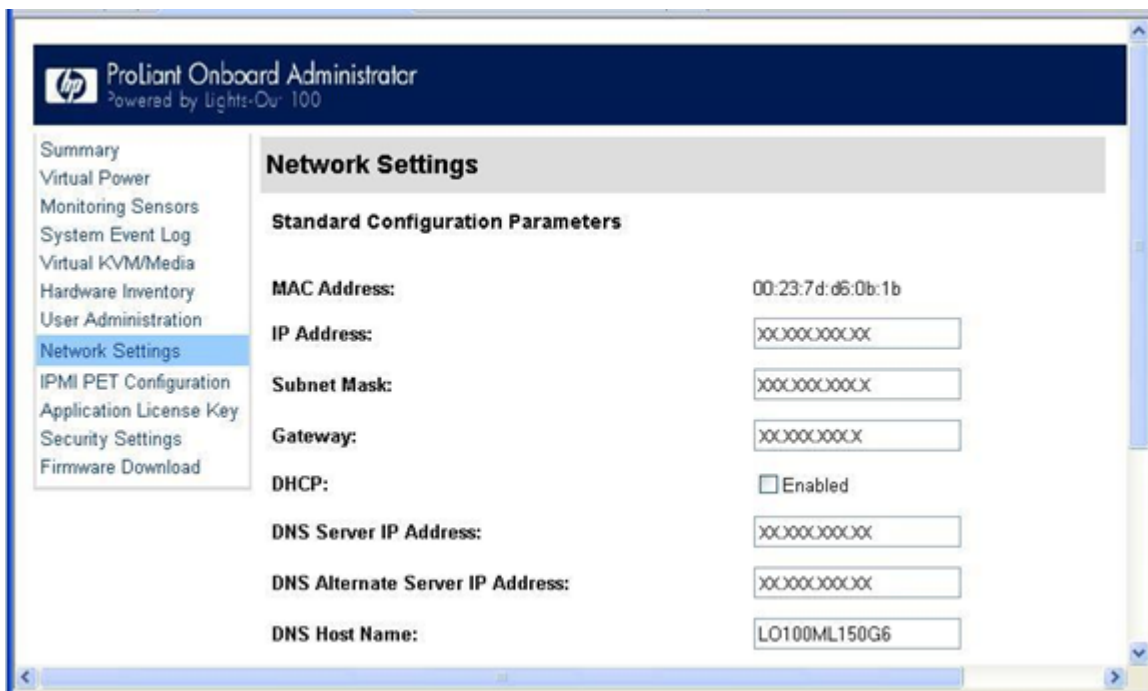 hp ProLiant Onboard Administrator
Powered by Lights-Out 100
Summary
Virtual Power
Monitoring Sensors
System Event Log
Virtual KVM/Media
Hardware Inventory
User Administration
Network Settings
IPMI PET Configuration
Application License Key
Security Settings
Firmware Download
Network Settings
Standard Configuration Parameters
MAC Address: 00:23:7d:d6:0b:1b
IP Address: XX.XXX.XXX.XX
Subnet Mask: XXX.XXX.XXX.X
Gateway: XX.XXX.XXX.X
DHCP: Enabled
DNS Server IP Address: XX.XXX.XXX.XX
DNS Alternate Server IP Address: XX.XXX.XXX.XX
DNS Host Name: LO100ML150G6